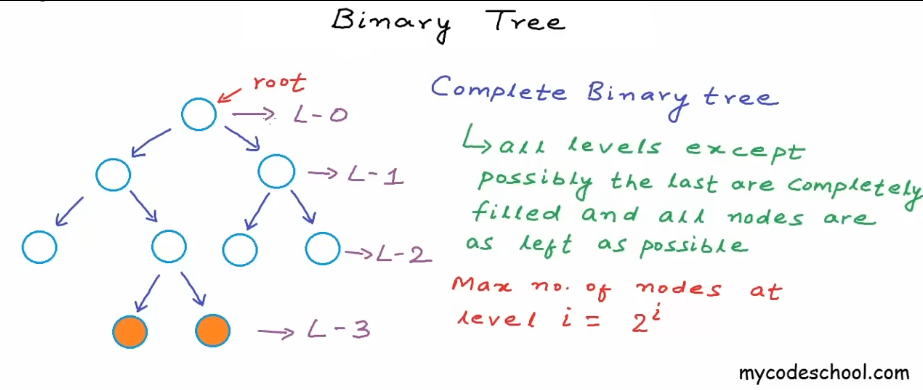 Binary Tree
root
L-0
L-1
L-2
L-3
Complete Binary tree
↳ all levels except
possibly the last are completely
filled and all nodes are
as left as possible
Max no. of nodes at
level i = 2^i
mycodeschool.com